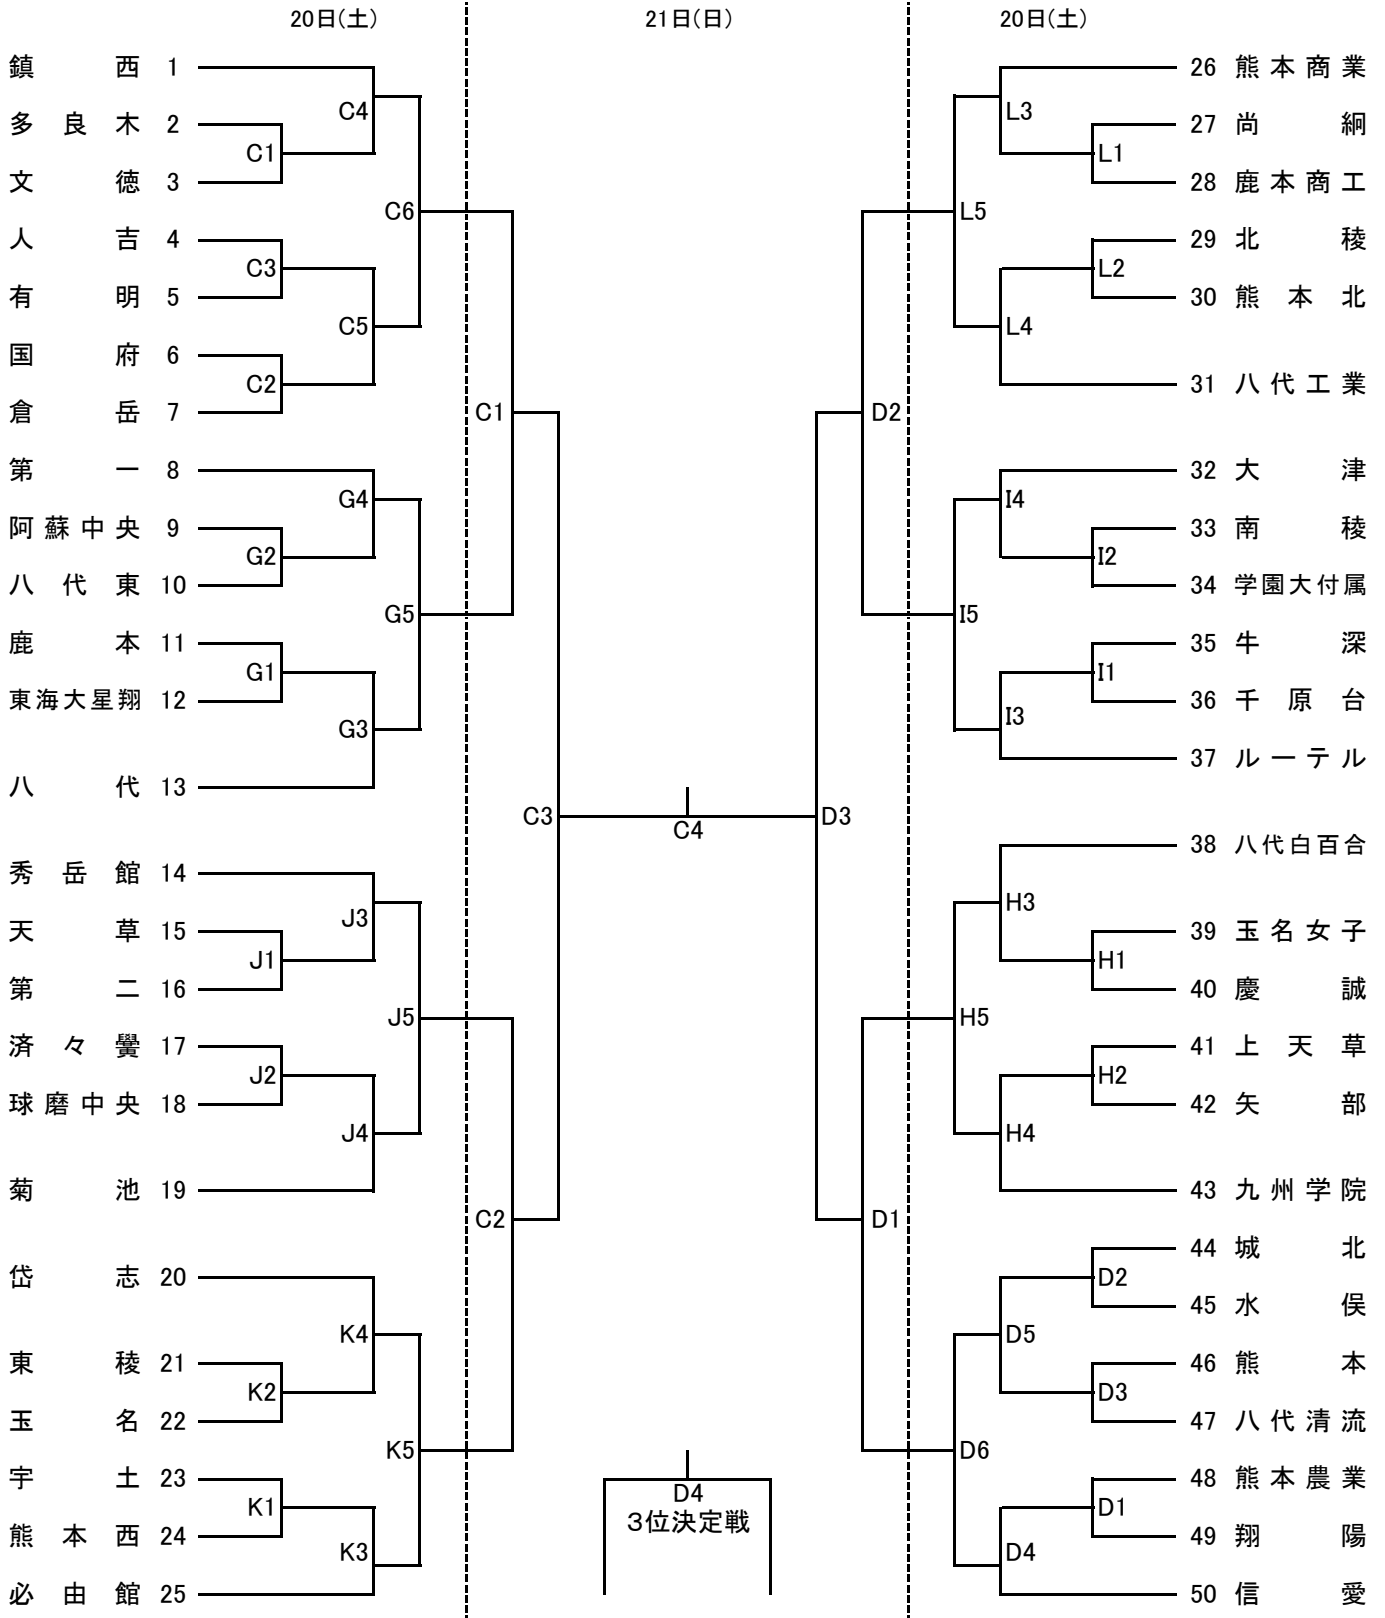 20日(土) 21日(日) 20日(土)
鎮西 1
多良木 2
文徳 3
人吉 4
有明 5
国府 6
倉岳 7
第一 8
阿蘇中央 9
八代東 10
鹿本 11
東海大星翔 12
八代 13
秀岳館 14
天草 15
第二 16
済々黌 17
球磨中央 18
菊池 19
岱志 20
東稜 21
玉名 22
宇土 23
熊本西 24
必由館 25
C4
C1
C6
C3
C5
C2
G4
G2
G5
G1
G3
J3
J1
J5
J2
J4
K4
K2
K5
K1
K3
C1
C2
C3
C4
D3
D2
D1
D4
3位決定戦
L3
L1
L5
L2
L4
I4
I2
I5
I1
I3
H3
H1
H5
H2
H4
D2
D5
D3
D6
D1
D4
26 熊本商業
27 尚絅
28 鹿本商工
29 北稜
30 熊本北
31 八代工業
32 大津
33 南稜
34 学園大付属
35 牛深
36 千原台
37 ルーテル
38 八代白百合
39 玉名女子
40 慶誠
41 上天草
42 矢部
43 九州学院
44 城北
45 水俣
46 熊本
47 八代清流
48 熊本農業
49 翔陽
50 信愛